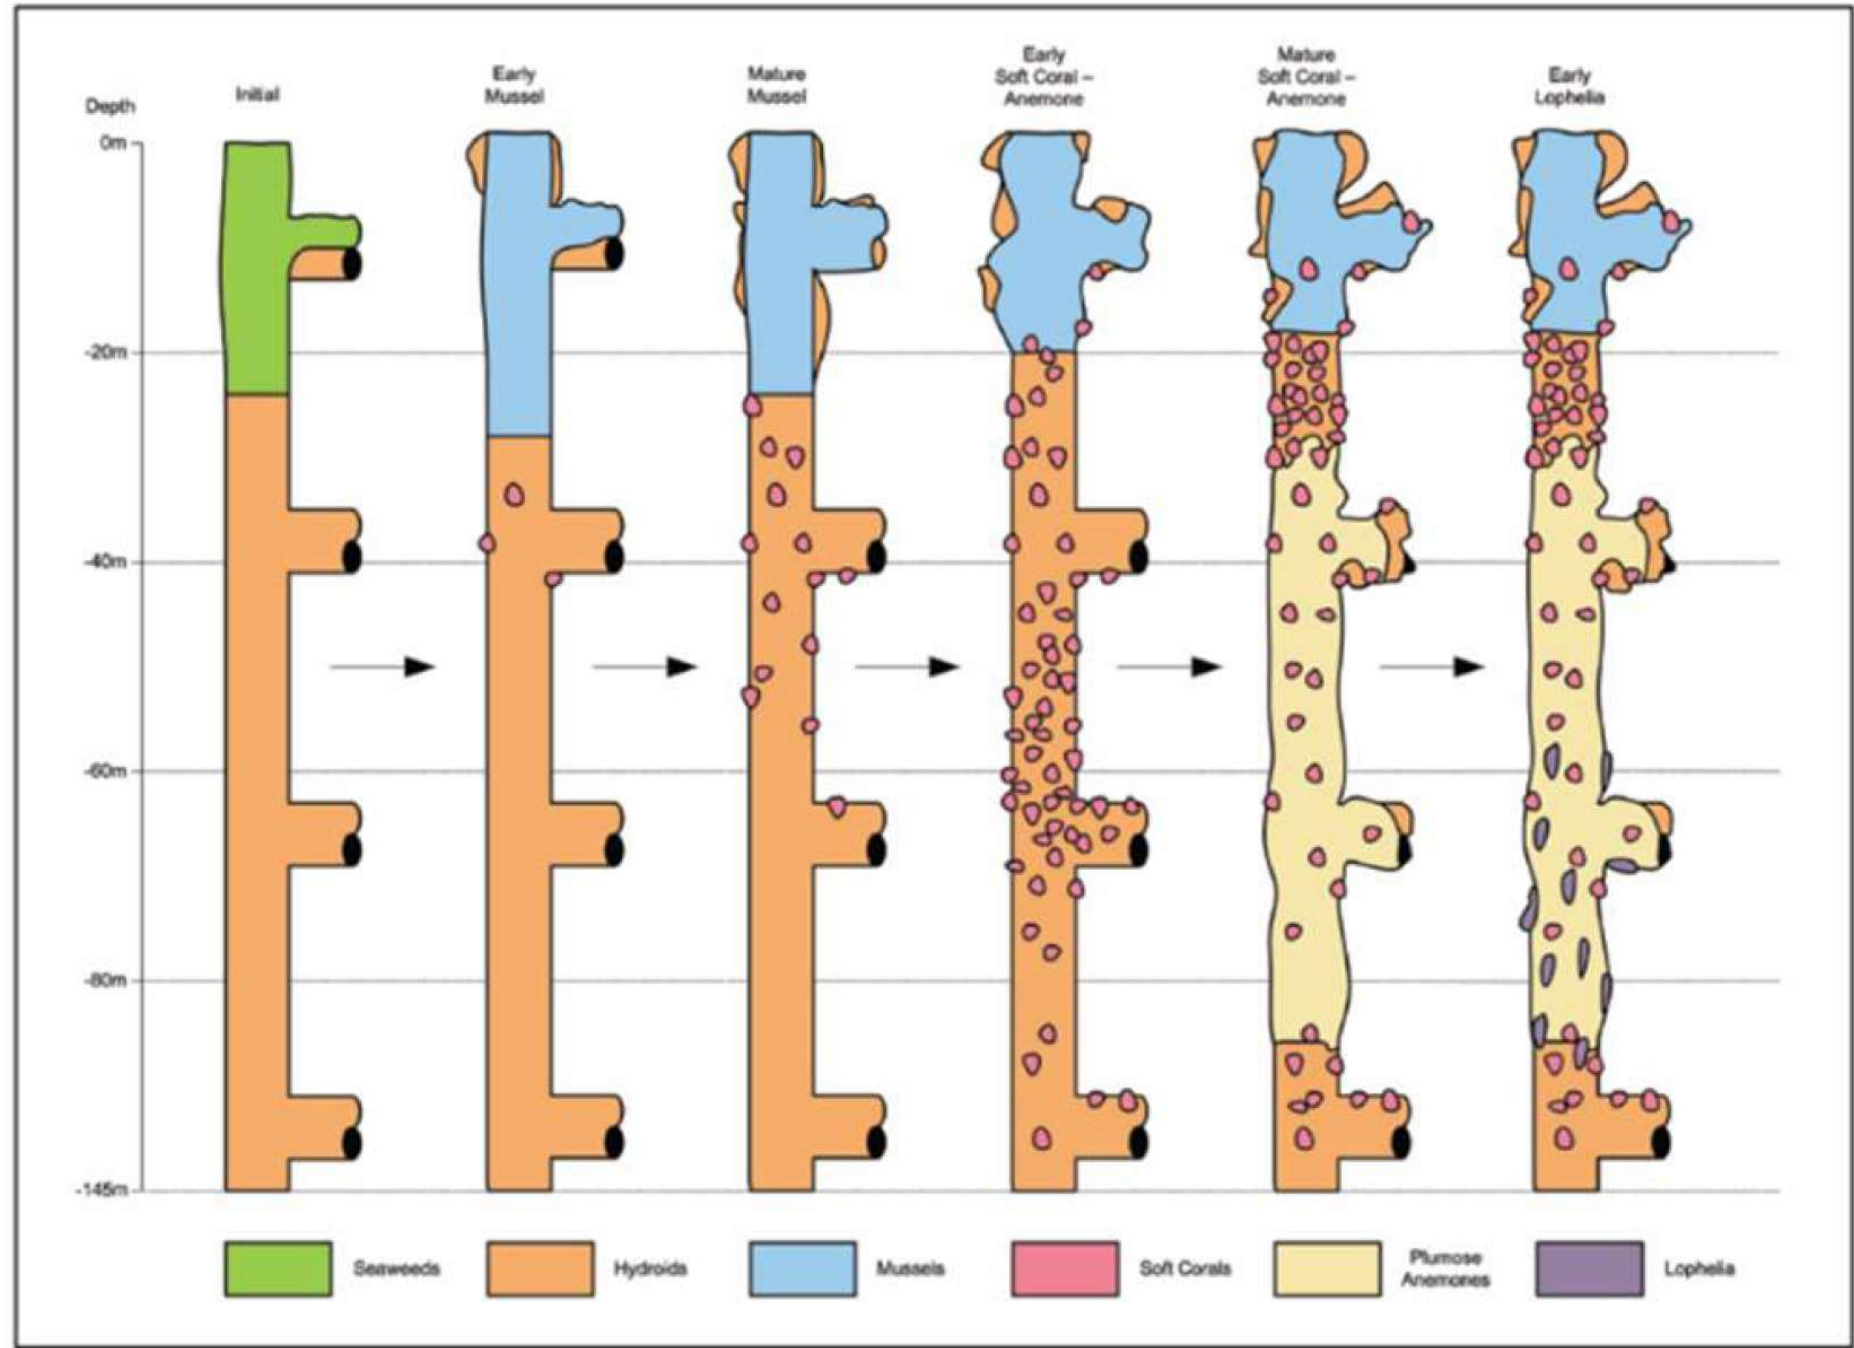 Depth
Initial
Early
Mussel
Mature
Mussel
Early
Soft Coral –
Anemone
Mature
Soft Coral –
Anemone
Early
Lophelia
0m
-20m
-40m
-60m
-80m
-145m
Seaweeds
Hydroids
Mussels
Soft Corals
Plumose
Anemones
Lophelia